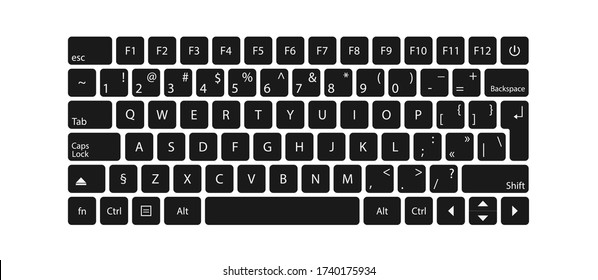 esc F1 F2 F3 F4 F5 F6 F7 F8 F9 F10 F11 F12
~ 1 ! 2 @ 3 # 4 $ 5 % 6 ^ 7 & 8 * 9 ( 0 ) - – = + Backspace
Tab Q W E R T Y U I O P [ { ] }
Caps Lock A S D F G H J K L ; : « » | \
§ Z X C V B N M , < . > / ? Shift
fn Ctrl Alt Alt Ctrl
shutterstock.com · 1740175934